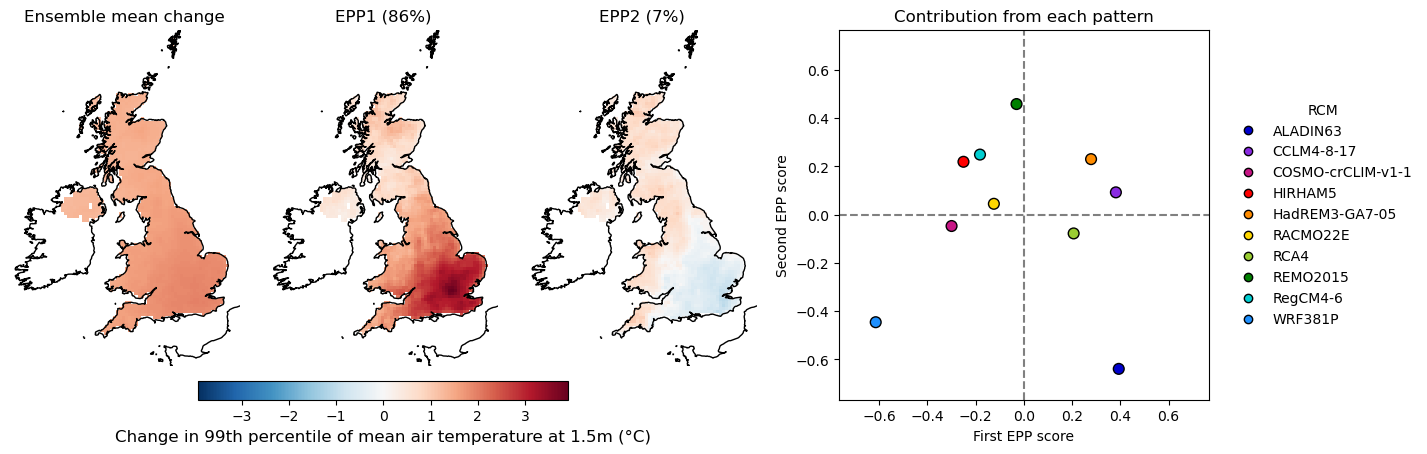 Ensemble mean change
EPP1 (86%)
EPP2 (7%)
−3 −2 −1 0 1 2 3
Change in 99th percentile of mean air temperature at 1.5m (°C)
Contribution from each pattern
Second EPP score
0.6
0.4
0.2
0.0
−0.2
−0.4
−0.6
−0.6 −0.4 −0.2 0.0 0.2 0.4 0.6
First EPP score
RCM
ALADIN63
CCLM4-8-17
COSMO-crCLIM-v1-1
HIRHAM5
HadREM3-GA7-05
RACMO22E
RCA4
REMO2015
RegCM4-6
WRF381P